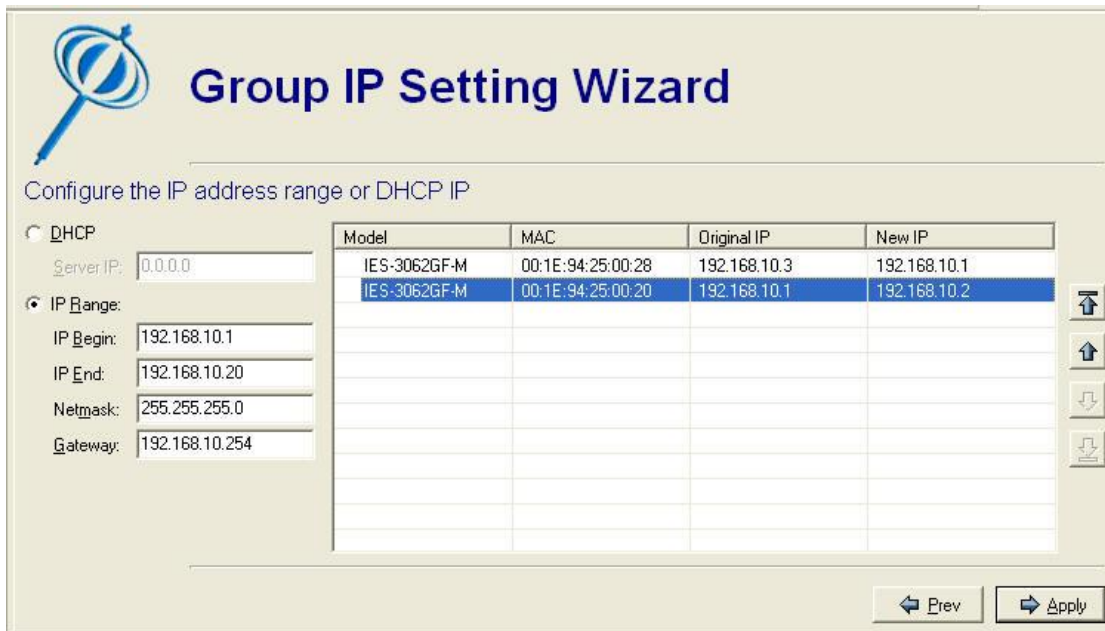 Group IP Setting Wizard
Configure the IP address range or DHCP IP
DHCP
Server IP: 0.0.0.0
IP Range:
IP Begin: 192.168.10.1
IP End: 192.168.10.20
Netmask: 255.255.255.0
Gateway: 192.168.10.254
Model MAC Original IP New IP
IES-3062GF-M 00:1E:94:25:00:28 192.168.10.3 192.168.10.1
IES-3062GF-M 00:1E:94:25:00:20 192.168.10.1 192.168.10.2
Prev Apply